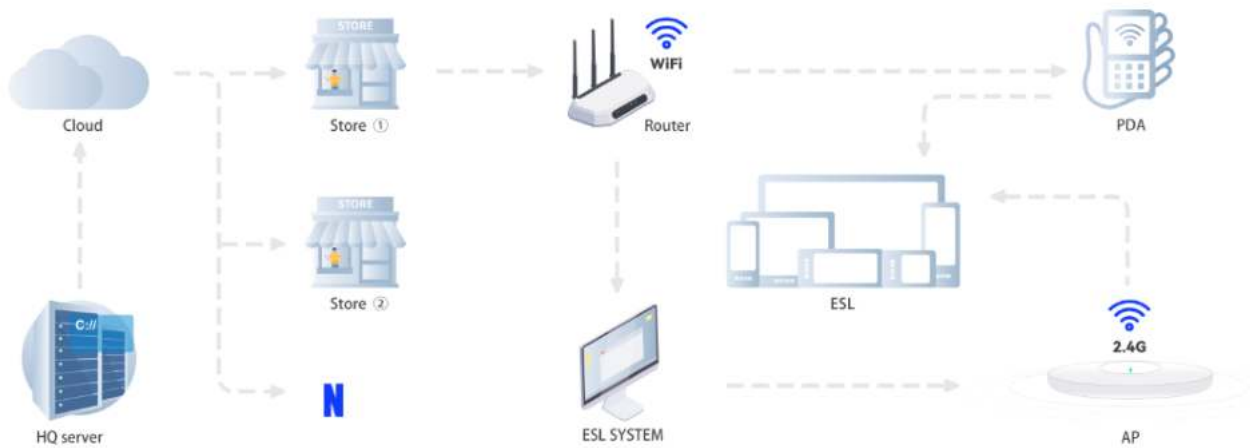 STORE
WiFi
Cloud
Store ①
Router
PDA
STORE
Store ②
ESL
C://
2.4G
N
HQ server
ESL SYSTEM
AP